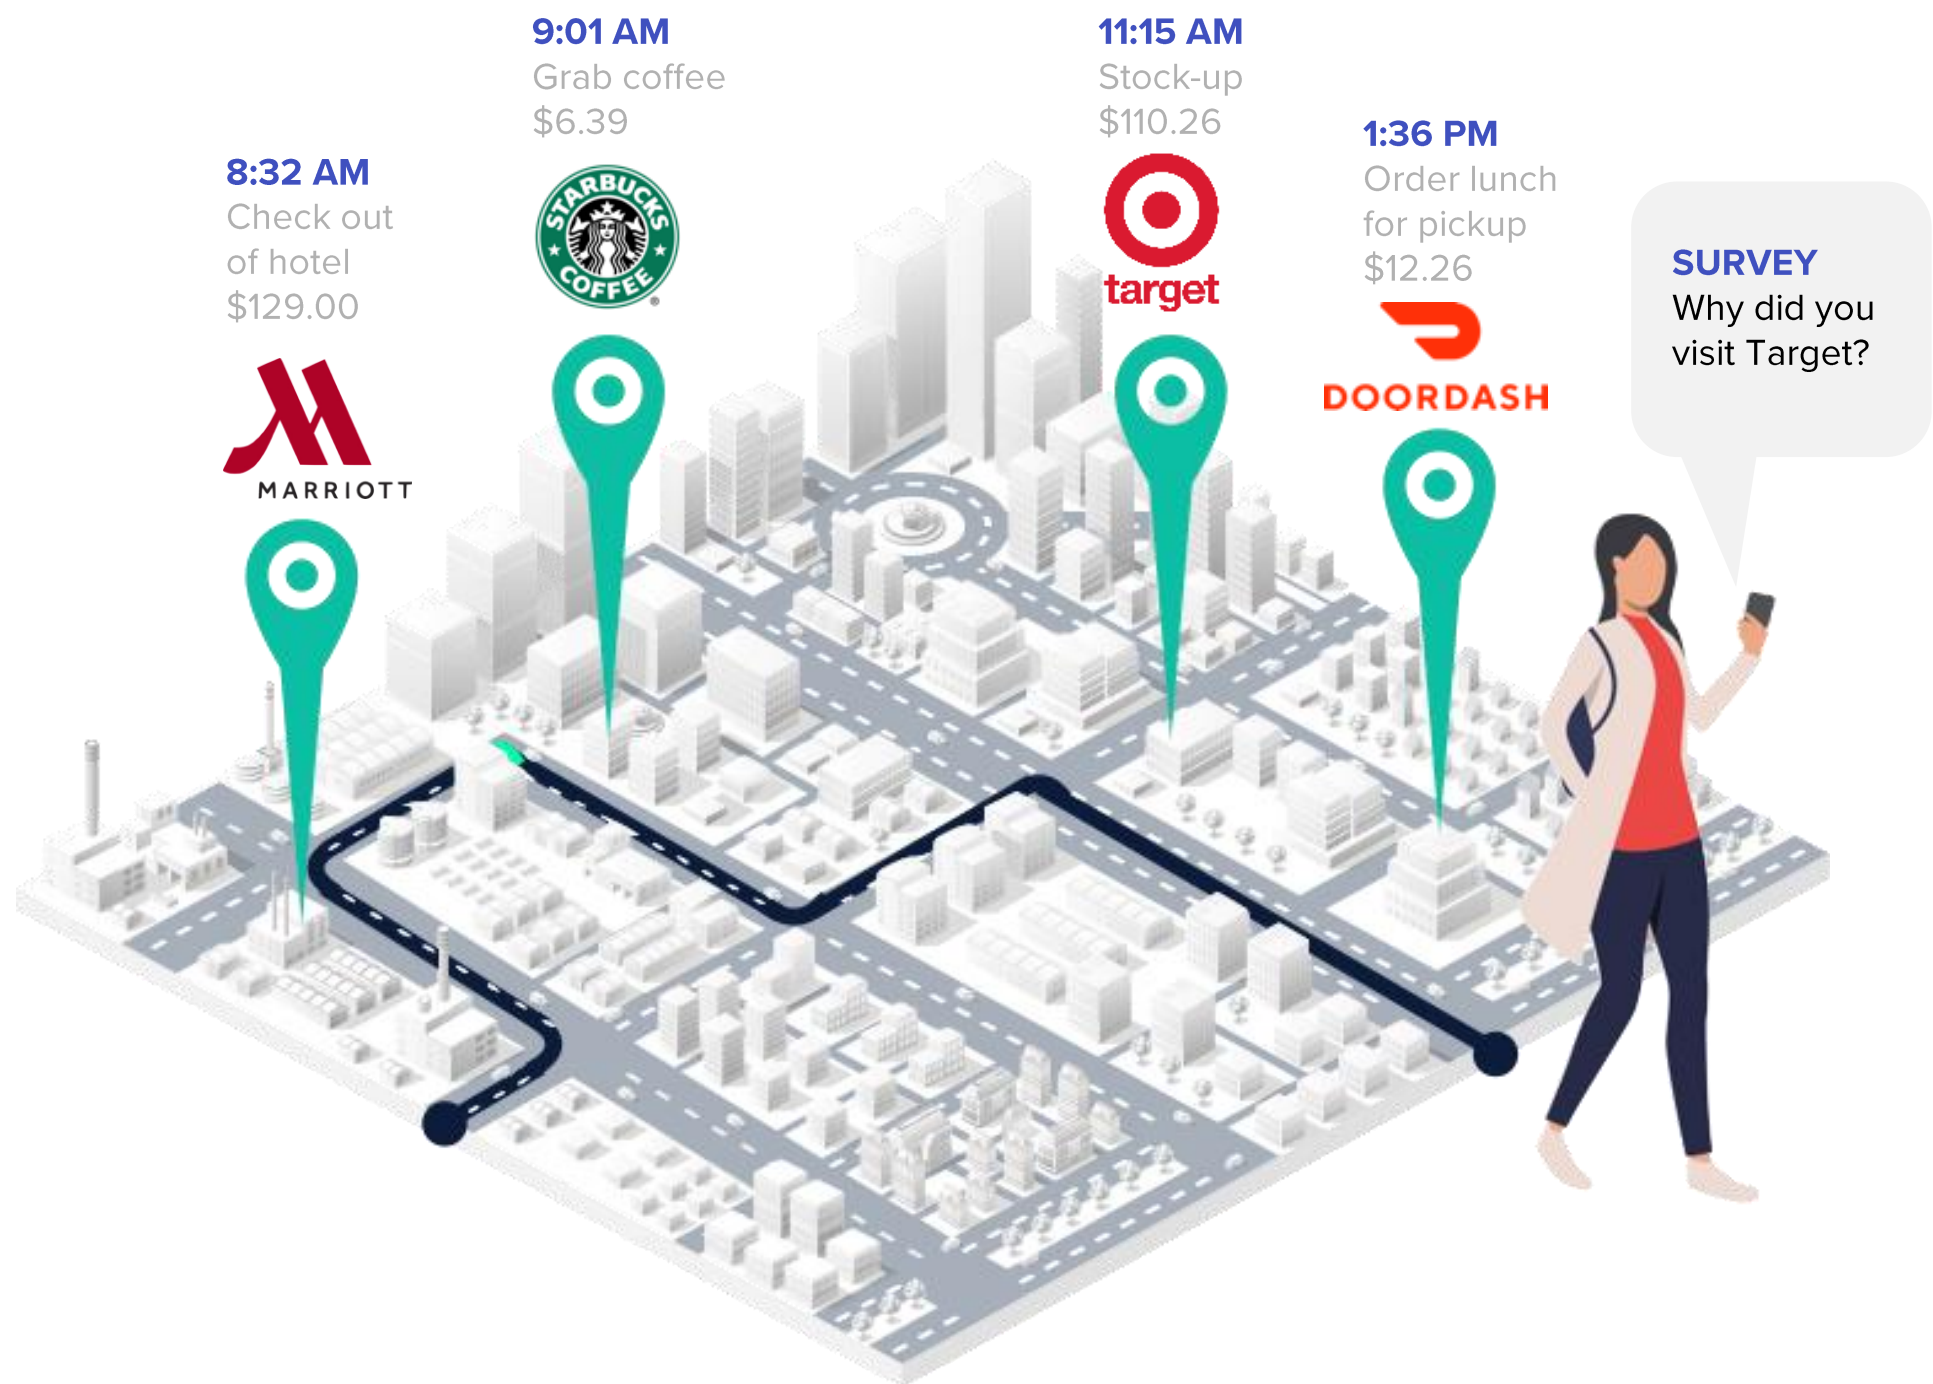 8:32 AM
Check out
of hotel
$129.00
MARRIOTT
9:01 AM
Grab coffee
$6.39
STARBUCKS
COFFEE
®
11:15 AM
Stock-up
$110.26
target
1:36 PM
Order lunch
for pickup
$12.26
DOORDASH
SURVEY
Why did you
visit Target?